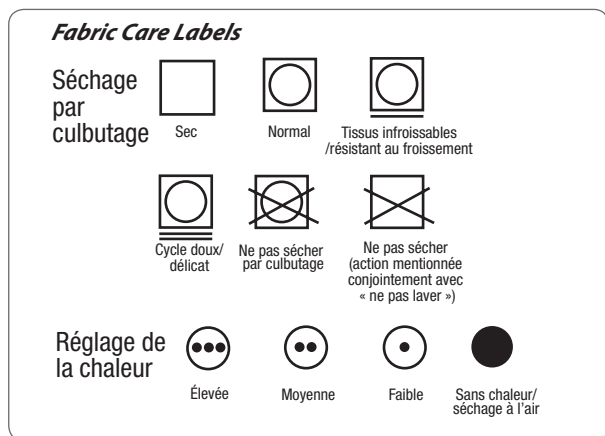 Fabric Care Labels
Séchage
par
culbutage
Sec
Normal
Tissus infroissables
/résistant au froissement
Cycle doux/
délicat
Ne pas sécher
par culbutage
Ne pas sécher
(action mentionnée
conjointement avec
« ne pas laver »)
Réglage de
la chaleur
Élevée
Moyenne
Faible
Sans chaleur/
séchage à l'air